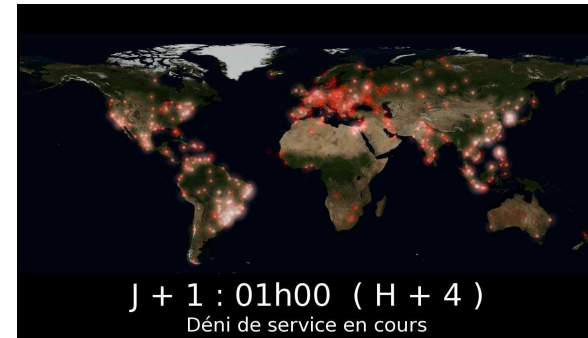 J + 1 : 01h00 ( H + 4 )
Déni de service en cours